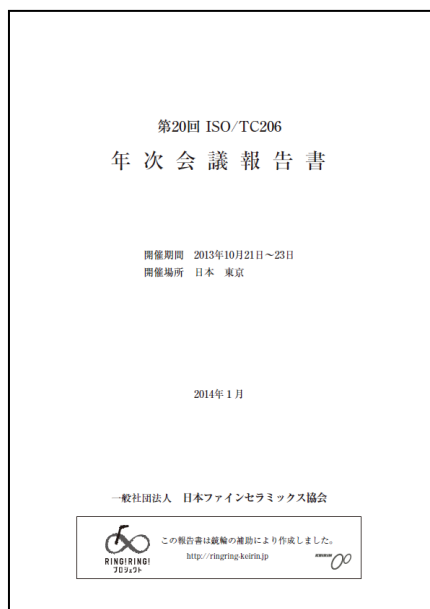 第20回 ISO/TC206
年次会議報告書
開催期間 2013年10月21日～23日
開催場所 日本 東京
2014年1月
一般社団法人 日本ファインセラミックス協会
この報告書は競輪の補助により作成しました。
http://ringring-keirin.jp
RING!RING!
プロジェクト